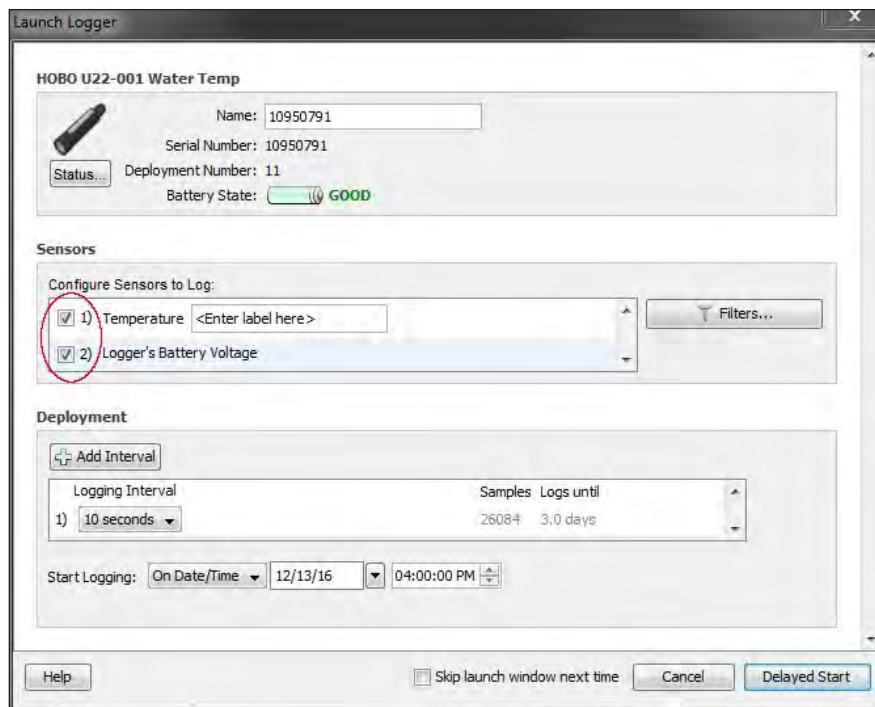 Launch Logger
X
HOBO U22-001 Water Temp
Name: 10950791
Serial Number: 10950791
Status... Deployment Number: 11
Battery State: GOOD
Sensors
Configure Sensors to Log:
1) Temperature <Enter label here> Filters...
2) Logger's Battery Voltage
Deployment
Add Interval
Logging Interval Samples Logs until
1) 10 seconds 26084 3.0 days
Start Logging: On Date/Time 12/13/16 04:00:00 PM
Help Skip launch window next time Cancel Delayed Start